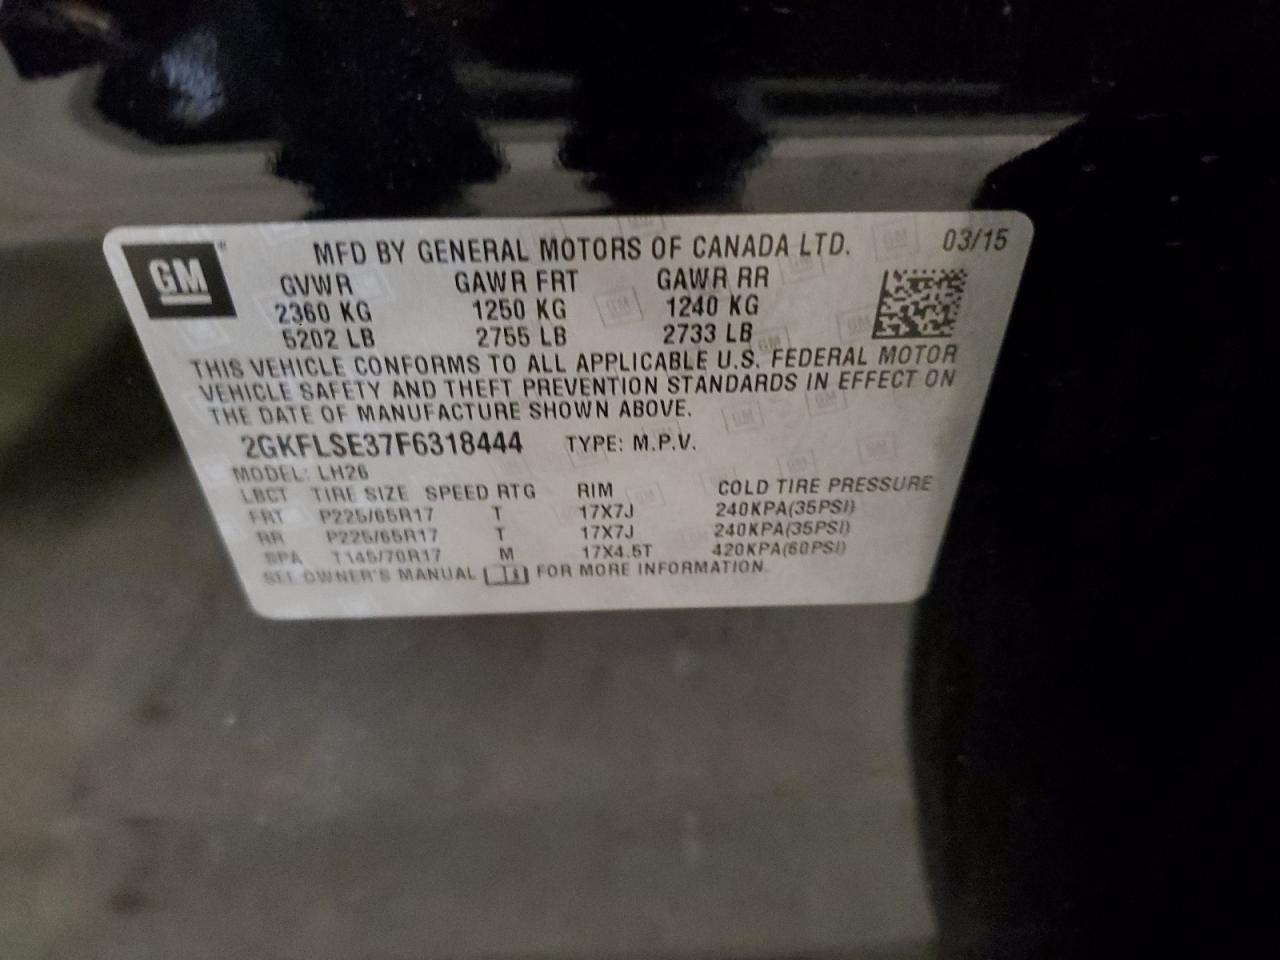 GM
MFD BY GENERAL MOTORS OF CANADA LTD. 03/15
GVWR GAWR FRT GAWR RR
2360 KG 1250 KG 1240 KG
5202 LB 2755 LB 2733 LB
THIS VEHICLE CONFORMS TO ALL APPLICABLE U.S. FEDERAL MOTOR
VEHICLE SAFETY AND THEFT PREVENTION STANDARDS IN EFFECT ON
THE DATE OF MANUFACTURE SHOWN ABOVE.
2GKFLSE37F6318444 TYPE: M.P.V.
MODEL: LH26
LBCT TIRE SIZE SPEED RTG RIM COLD TIRE PRESSURE
FRT P225/65R17 T 17X7J 240KPA(35PSI)
RR P225/65R17 T 17X7J 240KPA(35PSI)
SPA T145/70R17 M 17X4.5T 420KPA(60PSI)
SEE OWNER'S MANUAL FOR MORE INFORMATION.